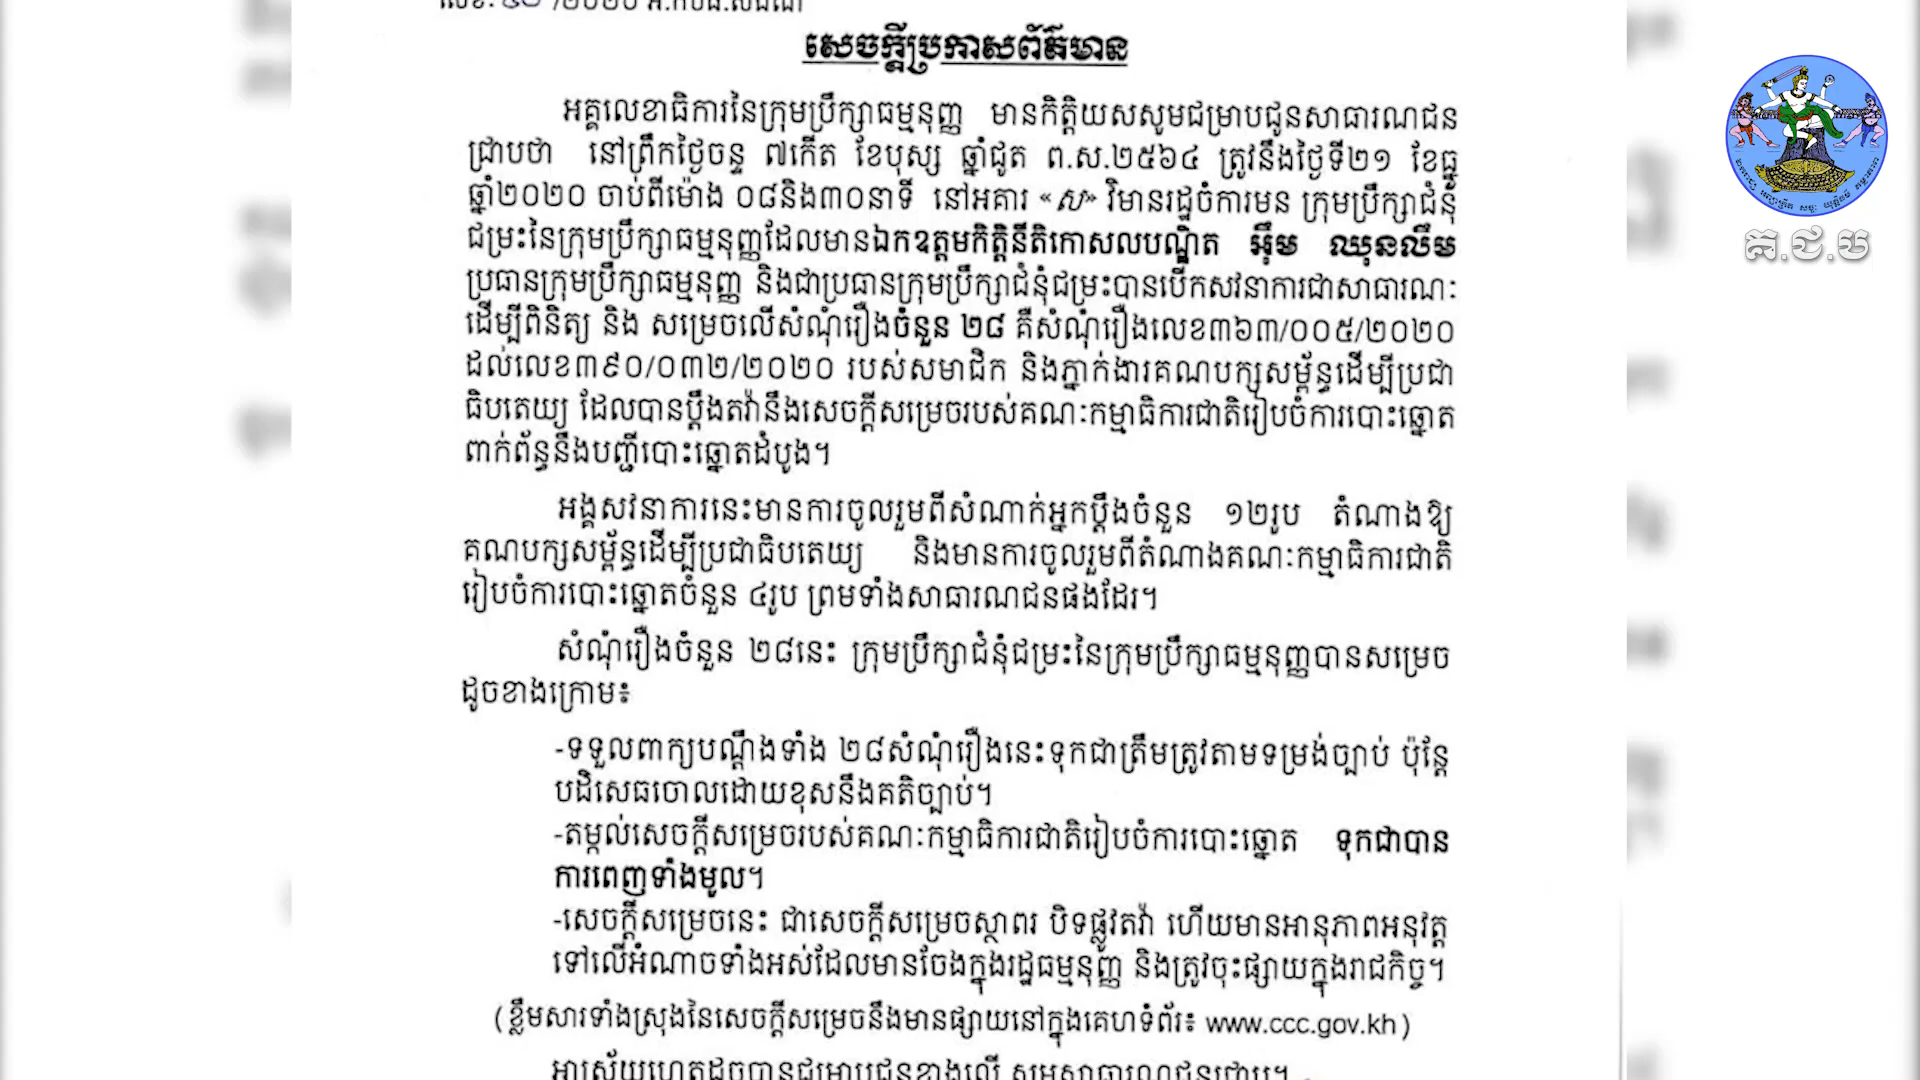 សេចក្តីប្រកាសព័ត៌មាន
អគ្គលេខាធិការនៃក្រុមប្រឹក្សាធម្មនុញ្ញ មានកិត្តិយសសូមជម្រាបជូនសាធារណជន
ជ្រាបថា នៅព្រឹកថ្ងៃចន្ទ ៧កើត ខែបុស្ស ឆ្នាំជូត ព.ស.២៥៦៤ ត្រូវនឹងថ្ងៃទី២១ ខែធ្នូ
ឆ្នាំ២០២០ ចាប់ពីម៉ោង ០៨និង៣០នាទី នៅអគារ «ស» វិមានរដ្ឋចំការមន ក្រុមប្រឹក្សាជំនុំ
ជម្រះនៃក្រុមប្រឹក្សាធម្មនុញ្ញដែលមានឯកឧត្តមកិត្តិនីតិកោសលបណ្ឌិត អ៊ឹម ឈុនលឹម
ប្រធានក្រុមប្រឹក្សាធម្មនុញ្ញ និងជាប្រធានក្រុមប្រឹក្សាជំនុំជម្រះបានបើកសវនាការជាសាធារណៈ
ដើម្បីពិនិត្យ និង សម្រេចលើសំណុំរឿងចំនួន ២៨ គឺសំណុំរឿងលេខ៣៦៣/០០៥/២០២០
ដល់លេខ៣៩០/០៣២/២០២០ របស់សមាជិក និងភ្នាក់ងារគណបក្សសម្ព័ន្ធដើម្បីប្រជា
ធិបតេយ្យ ដែលបានប្តឹងតវ៉ានឹងសេចក្តីសម្រេចរបស់គណៈកម្មាធិការជាតិរៀបចំការបោះឆ្នោត
ពាក់ព័ន្ធនឹងបញ្ជីបោះឆ្នោតដំបូង។
អង្គសវនាការនេះមានការចូលរួមពីសំណាក់អ្នកប្តឹងចំនួន ១២រូប តំណាងឱ្យ
គណបក្សសម្ព័ន្ធដើម្បីប្រជាធិបតេយ្យ និងមានការចូលរួមពីតំណាងគណៈកម្មាធិការជាតិ
រៀបចំការបោះឆ្នោតចំនួន ៤រូប ព្រមទាំងសាធារណជនផងដែរ។
សំណុំរឿងចំនួន ២៨នេះ ក្រុមប្រឹក្សាជំនុំជម្រះនៃក្រុមប្រឹក្សាធម្មនុញ្ញបានសម្រេច
ដូចខាងក្រោម៖
-ទទួលពាក្យបណ្តឹងទាំង ២៨សំណុំរឿងនេះទុកជាត្រឹមត្រូវតាមទម្រង់ច្បាប់ ប៉ុន្តែ
បដិសេធចោលដោយខុសនឹងគតិច្បាប់។
-តម្កល់សេចក្តីសម្រេចរបស់គណៈកម្មាធិការជាតិរៀបចំការបោះឆ្នោត ទុកជាបាន
ការពេញទាំងមូល។
-សេចក្តីសម្រេចនេះ ជាសេចក្តីសម្រេចស្ថាពរ បិទផ្លូវតវ៉ា ហើយមានអានុភាពអនុវត្ត
ទៅលើអំណាចទាំងអស់ដែលមានចែងក្នុងរដ្ឋធម្មនុញ្ញ និងត្រូវចុះផ្សាយក្នុងរាជកិច្ច។
(ខ្លឹមសារទាំងស្រុងនៃសេចក្តីសម្រេចនឹងមានផ្សាយនៅក្នុងគេហទំព័រ៖ www.ccc.gov.kh)
អាស្រ័យហេតុដូចបានជម្រាបជូនខាងលើ សូមសាធារណជនជ្រាប។
គ.ជ.ប